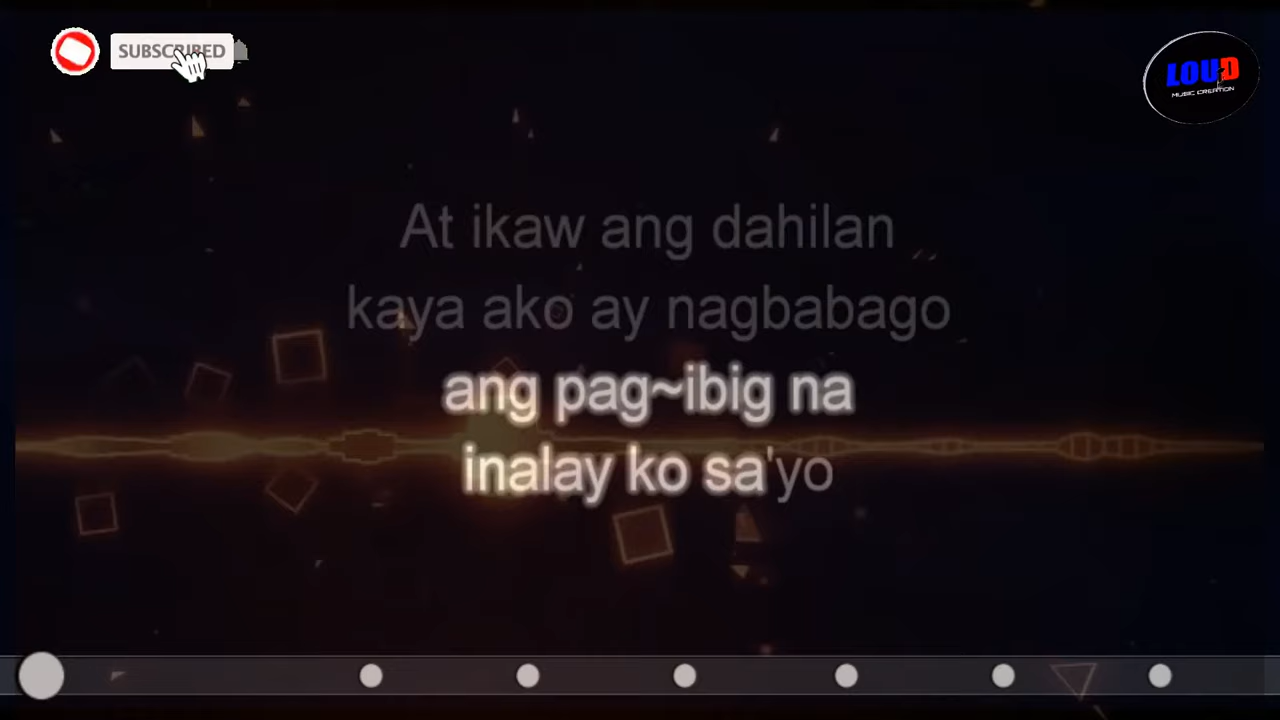 SUBSCRIBED
LOUD
MUSIC CREATION
At ikaw ang dahilan
kaya ako ay nagbabago
ang pag~ibig na
inalay ko sa'yo